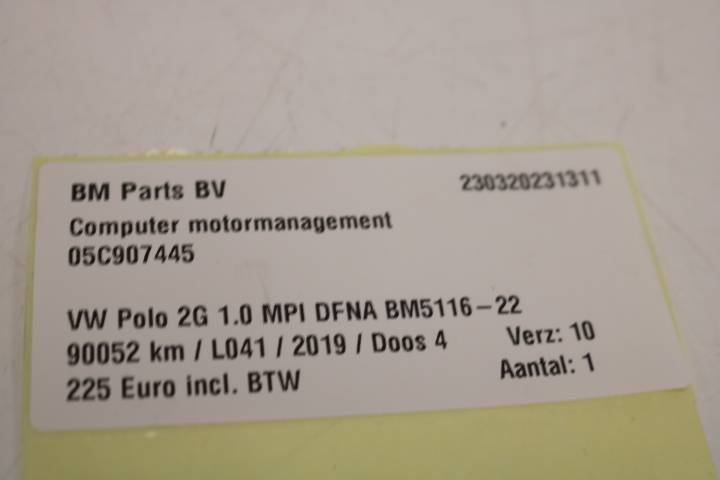 BM Parts BV 230320231311
Computer motormanagement
05C907445
VW Polo 2G 1.0 MPI DFNA BM5116-22
90052 km / L041 / 2019 / Doos 4 Verz: 10
225 Euro incl. BTW Aantal: 1